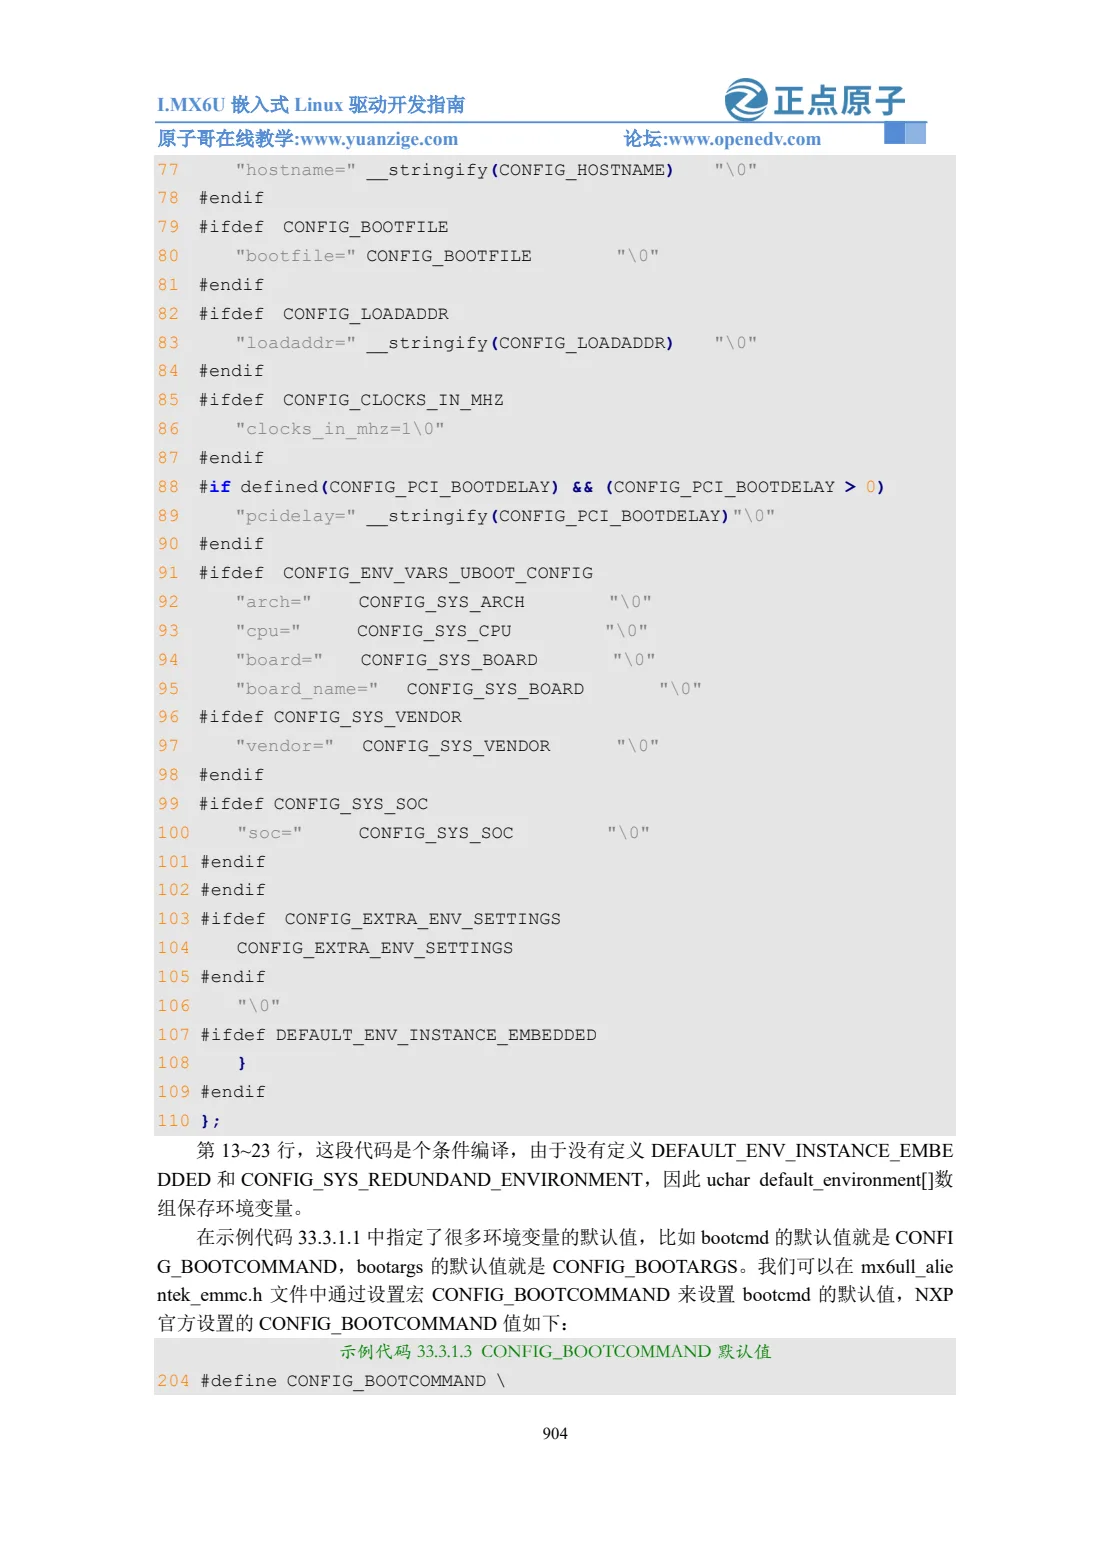 I.MX6U 嵌入式 Linux 驱动开发指南
正点原子
原子哥在线教学:www.yuanzige.com 论坛:www.openedv.com
77 "hostname=" __stringify(CONFIG_HOSTNAME) "\0"
78 #endif
79 #ifdef CONFIG_BOOTFILE
80 "bootfile=" CONFIG_BOOTFILE "\0"
81 #endif
82 #ifdef CONFIG_LOADADDR
83 "loadaddr=" __stringify(CONFIG_LOADADDR) "\0"
84 #endif
85 #ifdef CONFIG_CLOCKS_IN_MHZ
86 "clocks_in_mhz=1\0"
87 #endif
88 #if defined(CONFIG_PCI_BOOTDELAY) && (CONFIG_PCI_BOOTDELAY > 0)
89 "pcidelay=" __stringify(CONFIG_PCI_BOOTDELAY)"\0"
90 #endif
91 #ifdef CONFIG_ENV_VARS_UBOOT_CONFIG
92 "arch=" CONFIG_SYS_ARCH "\0"
93 "cpu=" CONFIG_SYS_CPU "\0"
94 "board=" CONFIG_SYS_BOARD "\0"
95 "board_name=" CONFIG_SYS_BOARD "\0"
96 #ifdef CONFIG_SYS_VENDOR
97 "vendor=" CONFIG_SYS_VENDOR "\0"
98 #endif
99 #ifdef CONFIG_SYS_SOC
100 "soc=" CONFIG_SYS_SOC "\0"
101 #endif
102 #endif
103 #ifdef CONFIG_EXTRA_ENV_SETTINGS
104 CONFIG_EXTRA_ENV_SETTINGS
105 #endif
106 "\0"
107 #ifdef DEFAULT_ENV_INSTANCE_EMBEDDED
108 }
109 #endif
110 };
第 13~23 行，这段代码是个条件编译，由于没有定义 DEFAULT_ENV_INSTANCE_EMBE
DDED 和 CONFIG_SYS_REDUNDAND_ENVIRONMENT，因此 uchar default_environment[]数
组保存环境变量。
在示例代码 33.3.1.1 中指定了很多环境变量的默认值，比如 bootcmd 的默认值就是 CONFI
G_BOOTCOMMAND，bootargs 的默认值就是 CONFIG_BOOTARGS。我们可以在 mx6ull_alie
ntek_emmc.h 文件中通过设置宏 CONFIG_BOOTCOMMAND 来设置 bootcmd 的默认值，NXP
官方设置的 CONFIG_BOOTCOMMAND 值如下：
示例代码 33.3.1.3 CONFIG_BOOTCOMMAND 默认值
204 #define CONFIG_BOOTCOMMAND \
904